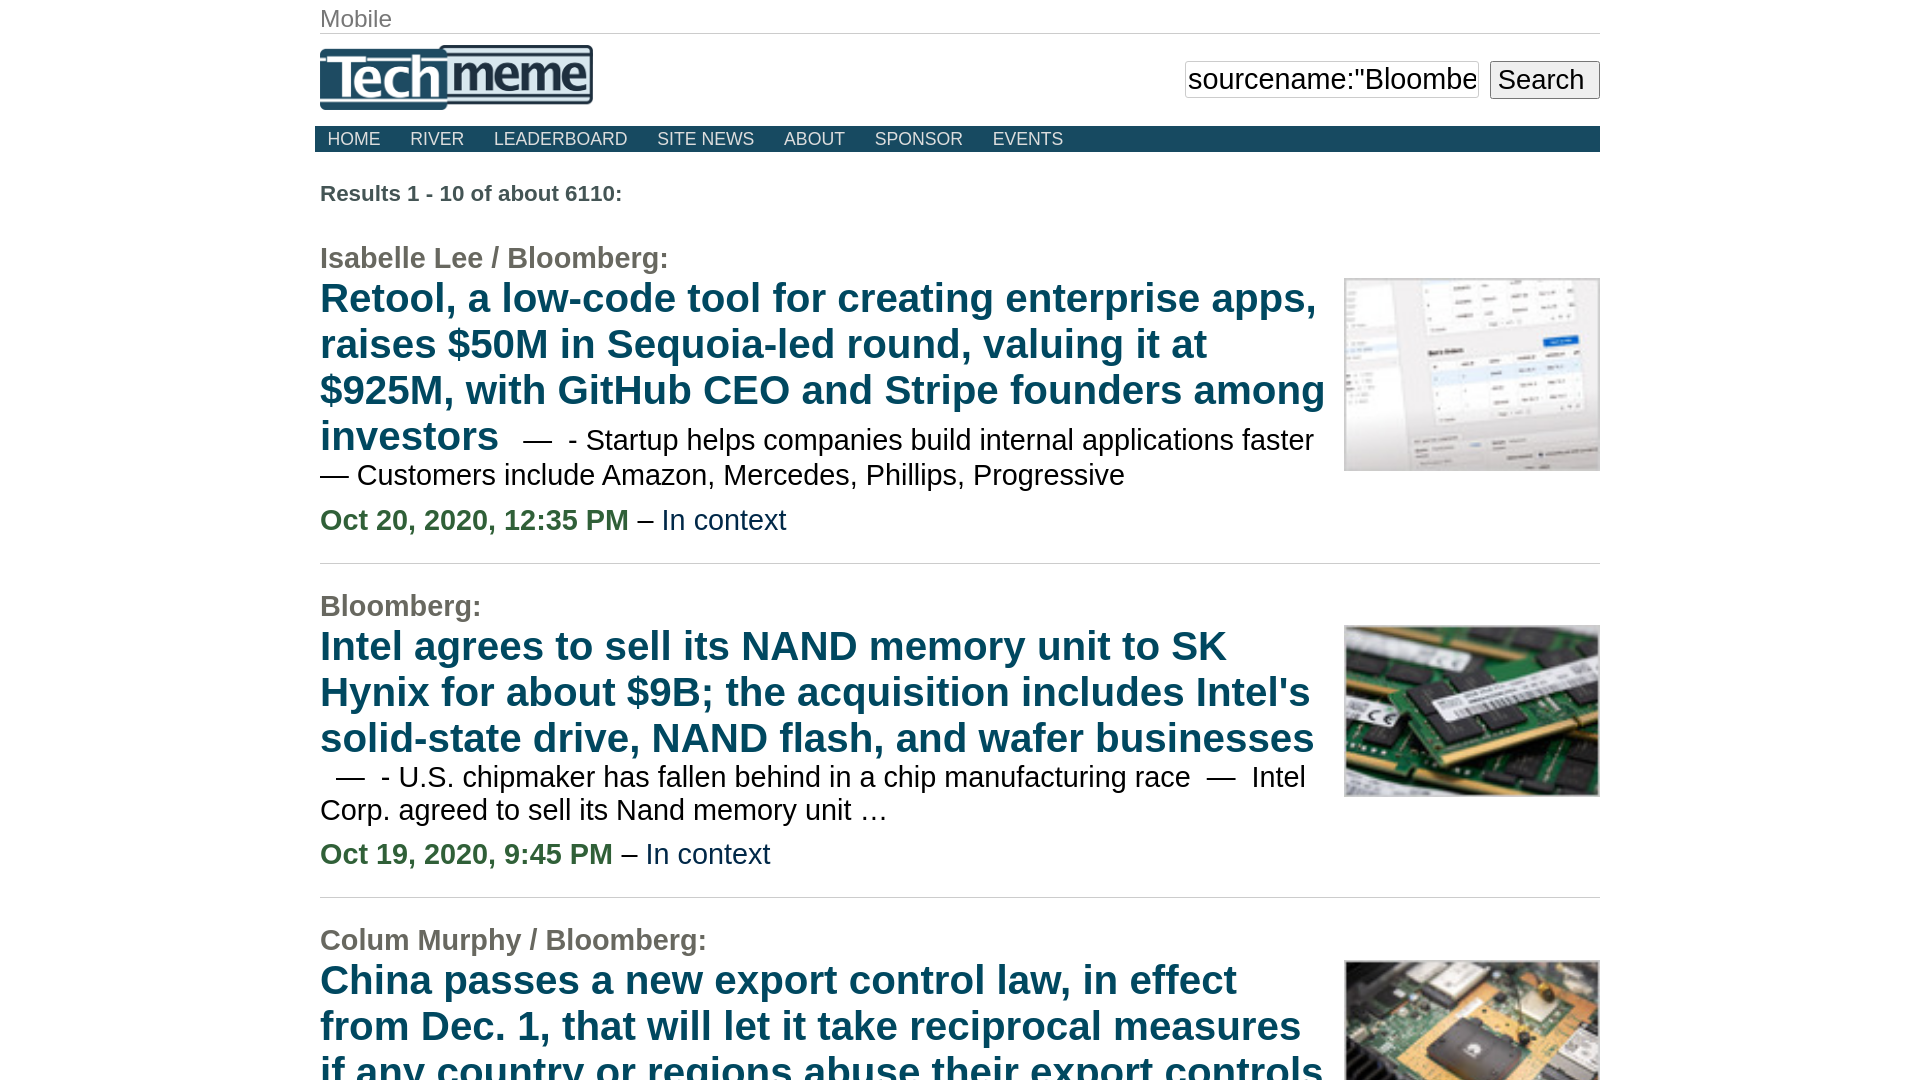 Mobile
Techmeme
sourcename:"Bloombe
Search
HOME RIVER LEADERBOARD SITE NEWS ABOUT SPONSOR EVENTS
Results 1 - 10 of about 6110:
Isabelle Lee / Bloomberg:
Retool, a low-code tool for creating enterprise apps,
raises $50M in Sequoia-led round, valuing it at
$925M, with GitHub CEO and Stripe founders among
investors — - Startup helps companies build internal applications faster
— Customers include Amazon, Mercedes, Phillips, Progressive
Oct 20, 2020, 12:35 PM – In context
Bloomberg:
Intel agrees to sell its NAND memory unit to SK
Hynix for about $9B; the acquisition includes Intel's
solid-state drive, NAND flash, and wafer businesses
— - U.S. chipmaker has fallen behind in a chip manufacturing race — Intel
Corp. agreed to sell its Nand memory unit …
Oct 19, 2020, 9:45 PM – In context
Colum Murphy / Bloomberg:
China passes a new export control law, in effect
from Dec. 1, that will let it take reciprocal measures
if any country or regions abuse their export controls